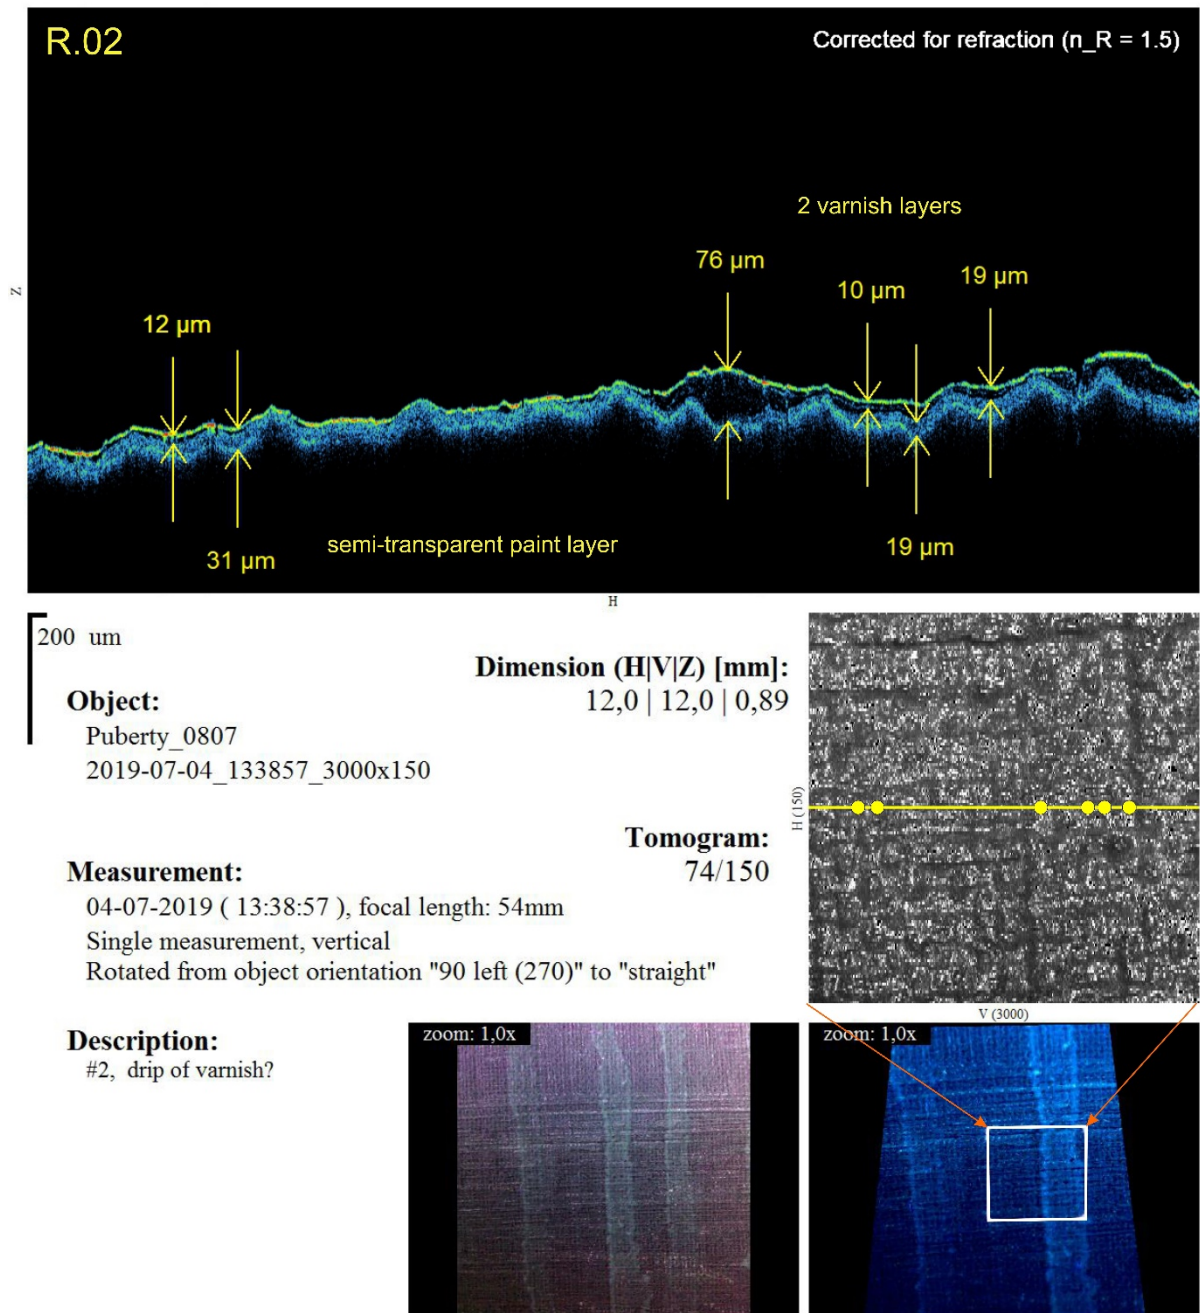 R.02
Corrected for refraction (n_R = 1.5)
2 varnish layers
76 µm
19 µm
10 µm
12 µm
Z
semi-transparent paint layer
19 µm
31 µm
H
200 um
Dimension (H|V|Z) [mm]:
12,0 | 12,0 | 0,89
Object:
Puberty_0807
2019-07-04_133857_3000x150
H (150)
Tomogram:
74/150
Measurement:
04-07-2019 ( 13:38:57 ), focal length: 54mm
Single measurement, vertical
Rotated from object orientation "90 left (270)" to "straight"
V (3000)
Description:
#2, drip of varnish?
zoom: 1,0x
zoom: 1,0x